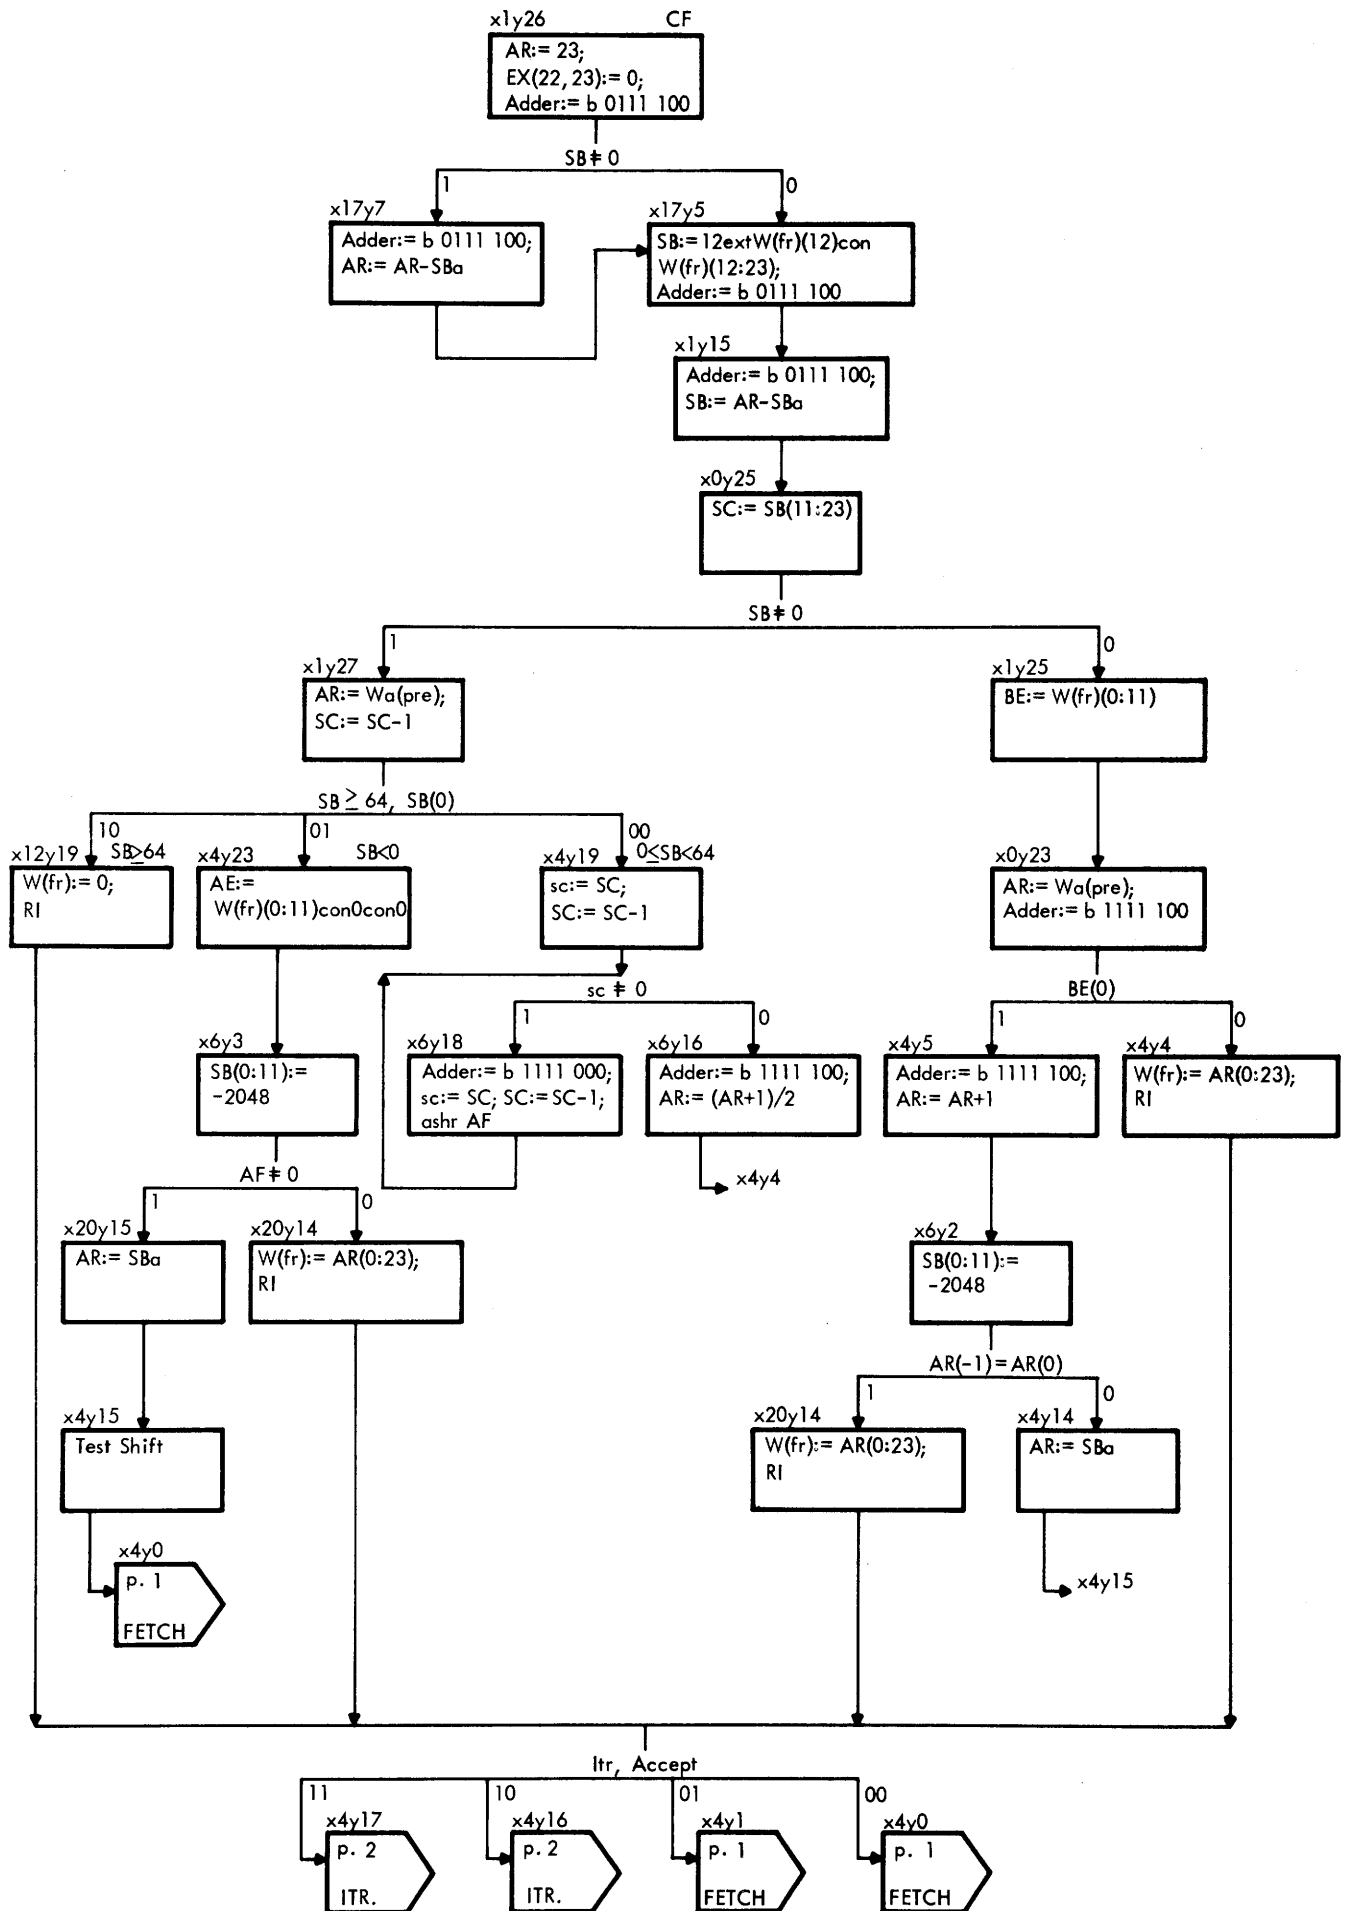 x1y26 CF
AR:= 23;
EX(22, 23):= 0;
Adder:= b 0111 100
SB ≠ 0
1
0
x17y7
Adder:= b 0111 100;
AR:= AR-SBa
x17y5
SB:=12extW(fr)(12)con
W(fr)(12:23);
Adder:= b 0111 100
x1y15
Adder:= b 0111 100;
SB:= AR-SBa
x0y25
SC:= SB(11:23)
SB ≠ 0
1
0
x1y27
AR:= Wa(pre);
SC:= SC-1
x1y25
BE:= W(fr)(0:11)
SB ≥ 64, SB(0)
10
01
00
x12y19 SB≥64
W(fr):= 0;
RI
x4y23 SB<0
AE:=
W(fr)(0:11)con0con0
x4y19 0≤SB<64
sc:= SC;
SC:= SC-1
x0y23
AR:= Wa(pre);
Adder:= b 1111 100
sc ≠ 0
1
0
BE(0)
1
0
x6y3
SB(0:11):=
-2048
x6y18
Adder:= b 1111 000;
sc:= SC; SC:= SC-1;
ashr AF
x6y16
Adder:= b 1111 100;
AR:= (AR+1)/2
x4y4
x4y5
Adder:= b 1111 100;
AR:= AR+1
x4y4
W(fr):= AR(0:23);
RI
AF ≠ 0
1
0
x20y15
AR:= SBa
x20y14
W(fr):= AR(0:23);
RI
x6y2
SB(0:11):=
-2048
AR(-1)=AR(0)
1
0
x4y15
Test Shift
x20y14
W(fr):= AR(0:23);
RI
x4y14
AR:= SBa
x4y15
x4y0
p. 1
FETCH
Itr, Accept
11
10
01
00
x4y17
p. 2
ITR.
x4y16
p. 2
ITR.
x4y1
p. 1
FETCH
x4y0
p. 1
FETCH